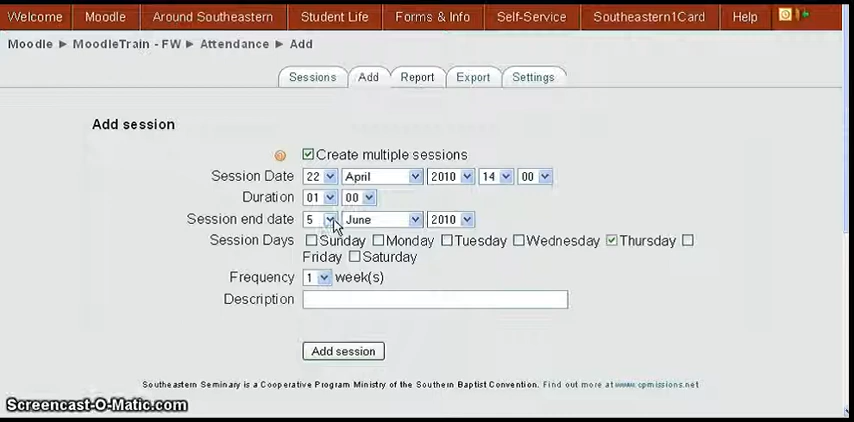 Welcome Moodle Around Southeastern Student Life Forms & Info Self-Service Southeastern1Card Help
Moodle ► MoodleTrain - FW ► Attendance ► Add
Sessions Add Report Export Settings
Add session
Create multiple sessions
Session Date 22 April 2010 14 00
Duration 01 00
Session end date 5 June 2010
Session Days Sunday Monday Tuesday Wednesday Thursday
Friday Saturday
Frequency 1 week(s)
Description
Add session
Southeastern Seminary is a Cooperative Program Ministry of the Southern Baptist Convention. Find out more at www.cpmissions.net
Screencast-O-Matic.com